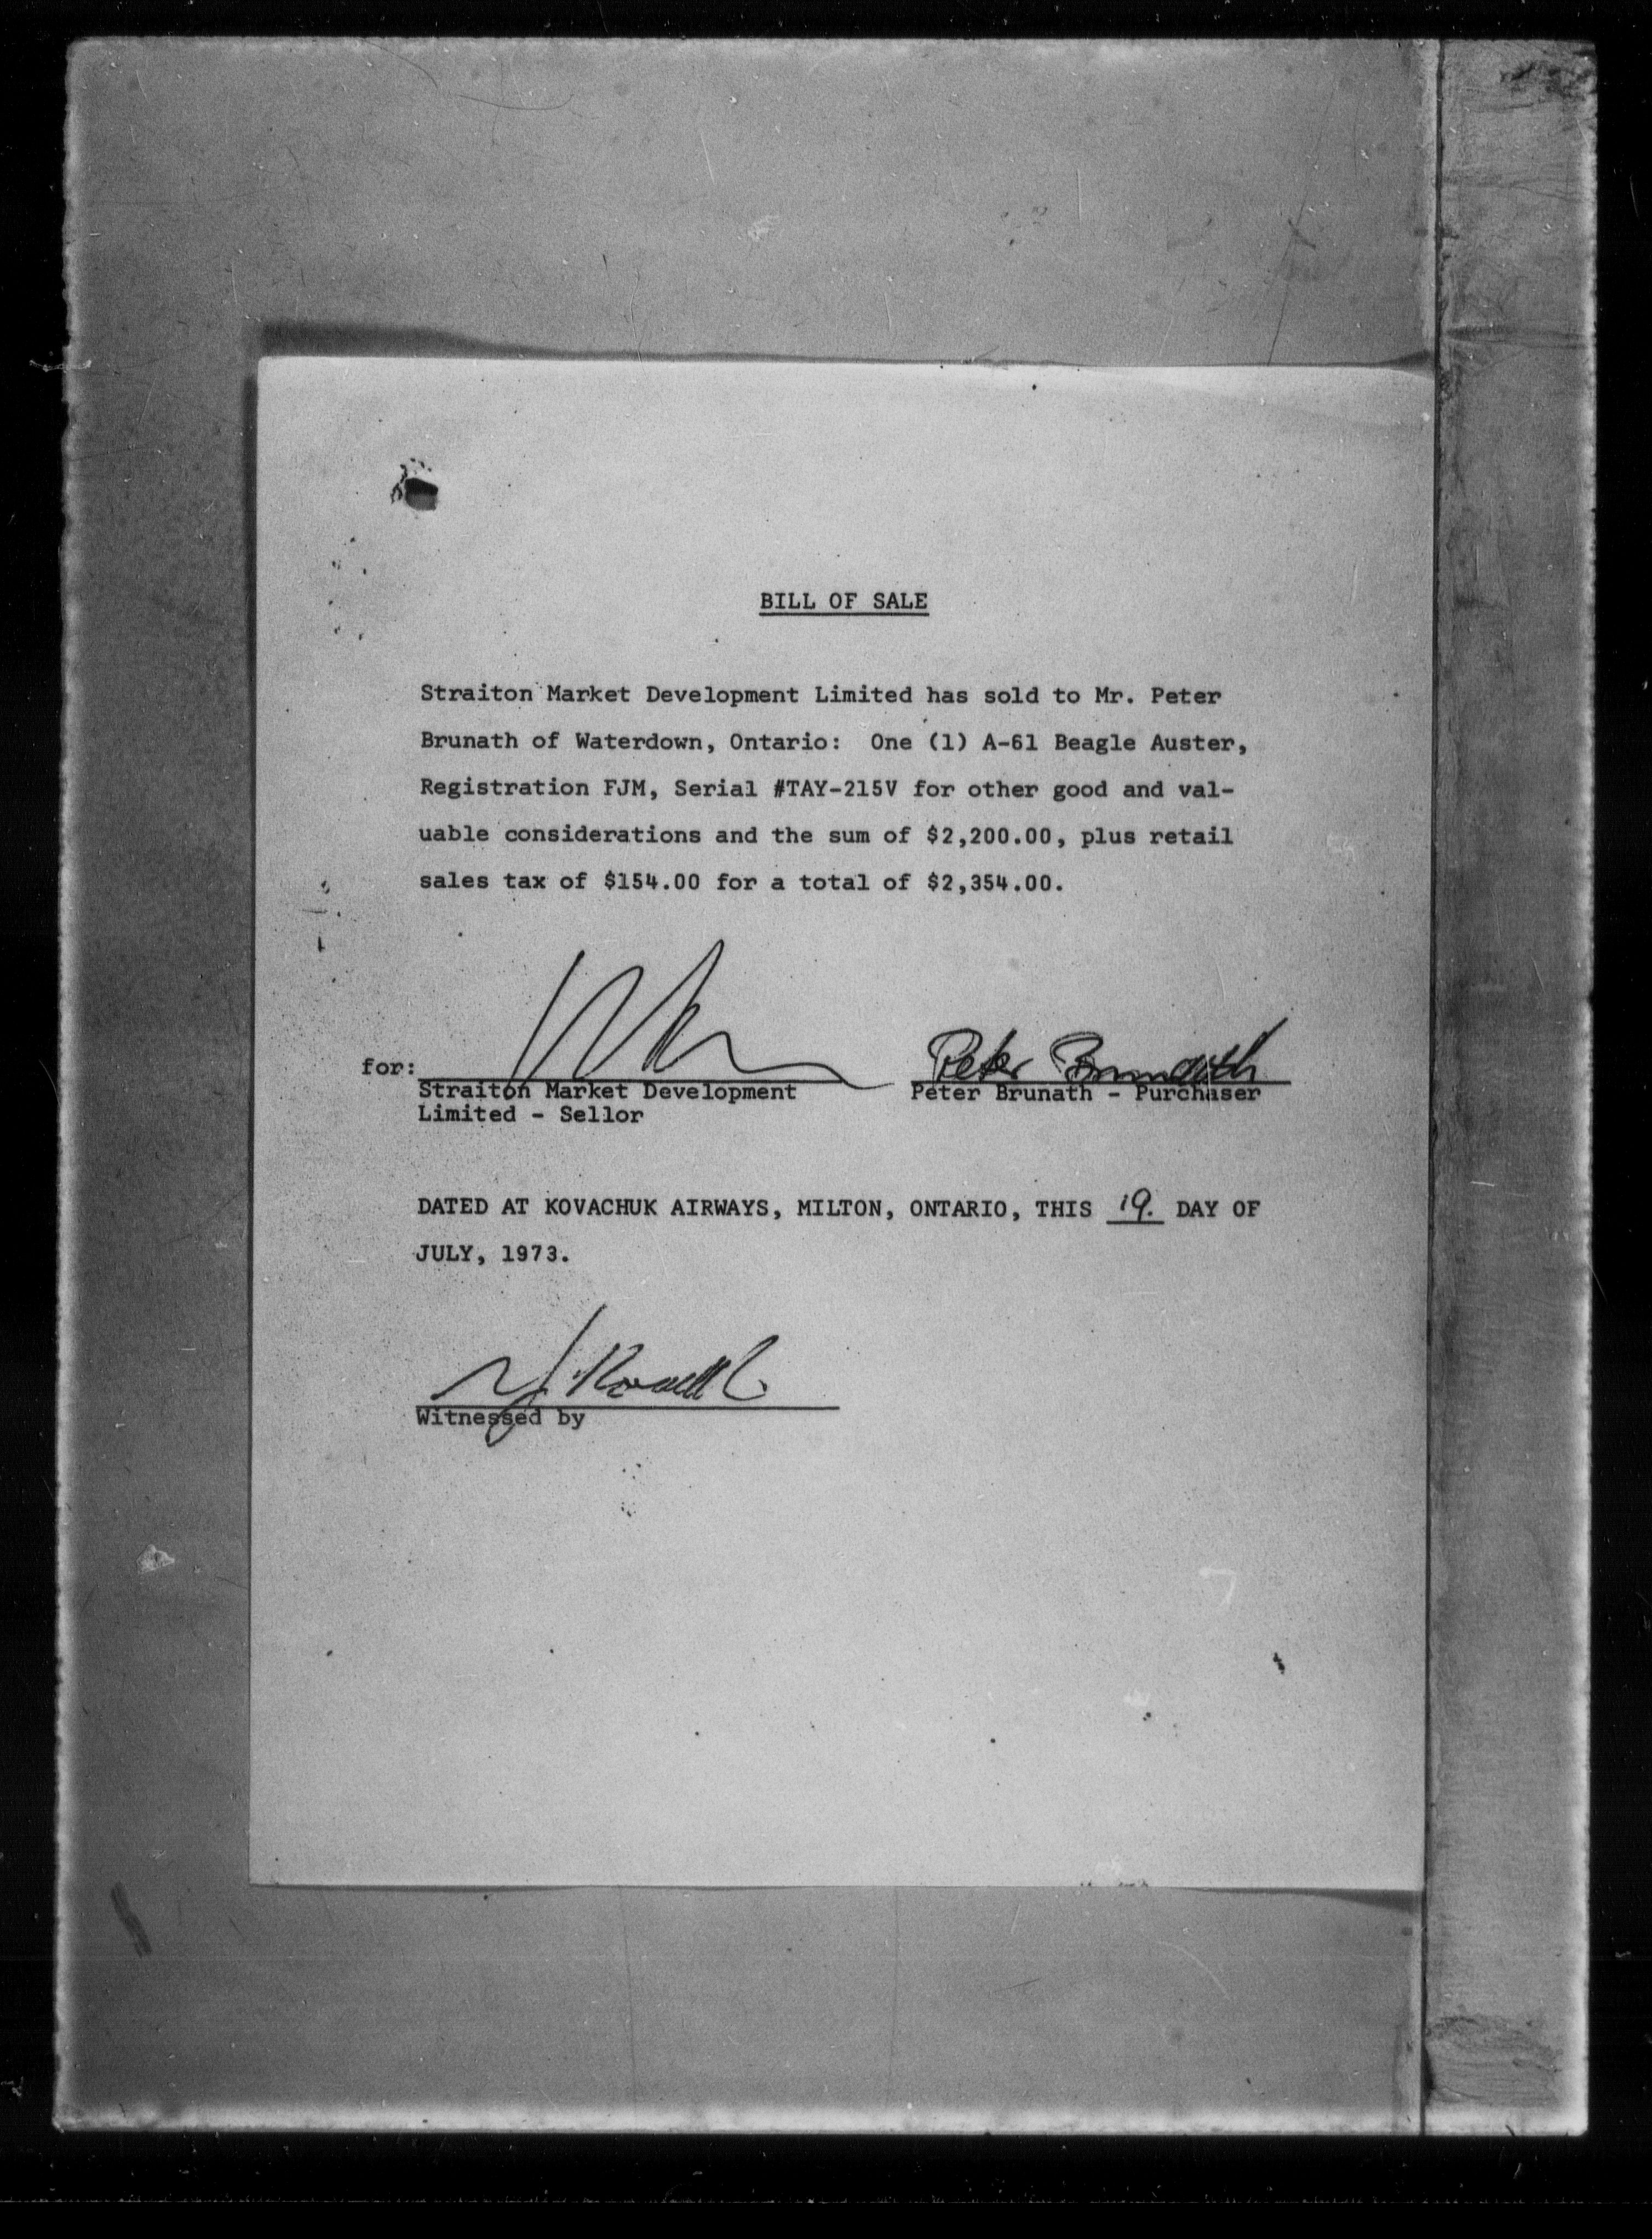 BILL OF SALE
Straiton Market Development Limited has sold to Mr. Peter
Brunath of Waterdown, Ontario: One (1) A-61 Beagle Auster,
Registration FJM, Serial #TAY-215V for other good and val-
uable considerations and the sum of $2,200.00, plus retail
sales tax of $154.00 for a total of $2,354.00.
Peter Brunath
for:
Straiton Market Development
Limited - Sellor
Peter Brunath - Purchaser
DATED AT KOVACHUK AIRWAYS, MILTON, ONTARIO, THIS 19. DAY OF
JULY, 1973.
Witnessed by